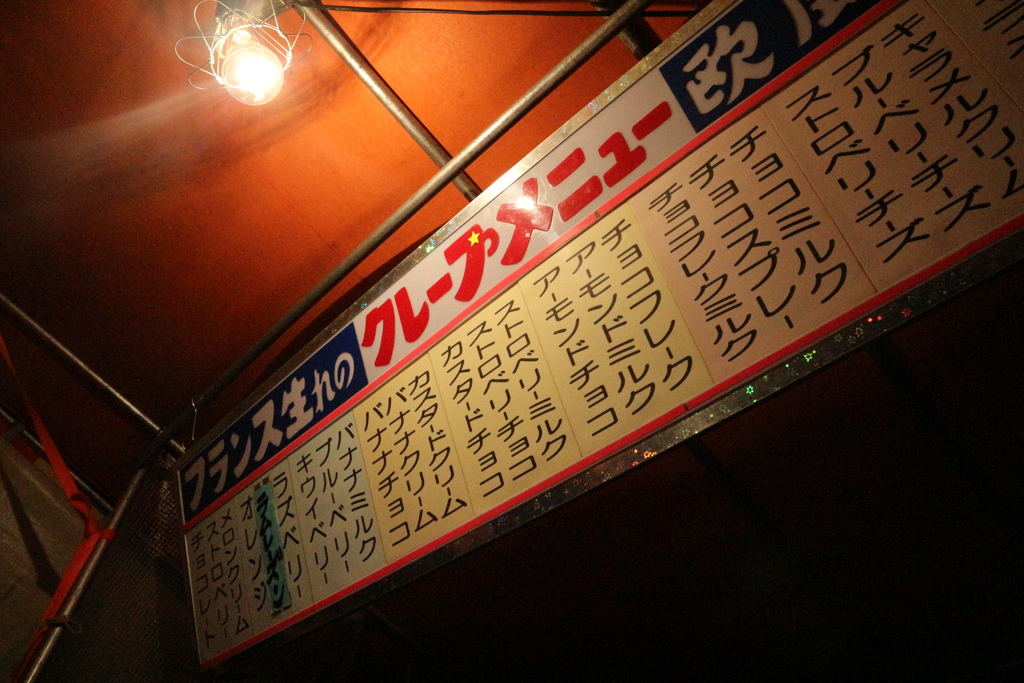 フランス生れの クレープメニュー 欧風
キャラメルクリーム
ブルーベリーチーズ
ストロベリーチーズ
チョコミルク
チョコスプレー
チョコフレークミルク
チョコフレーク
アーモンドミルク
アーモンドチョコ
ストロベリーミルク
ストロベリーチョコ
カスタードチョコ
カスタードクリーム
バナナクリーム
バナナチョコ
バナナミルク
ブルーベリー
キウィベリー
ラズベリー
ラムレーズン
オレンジ
メロンクリーム
ストロベリー
チョコレート